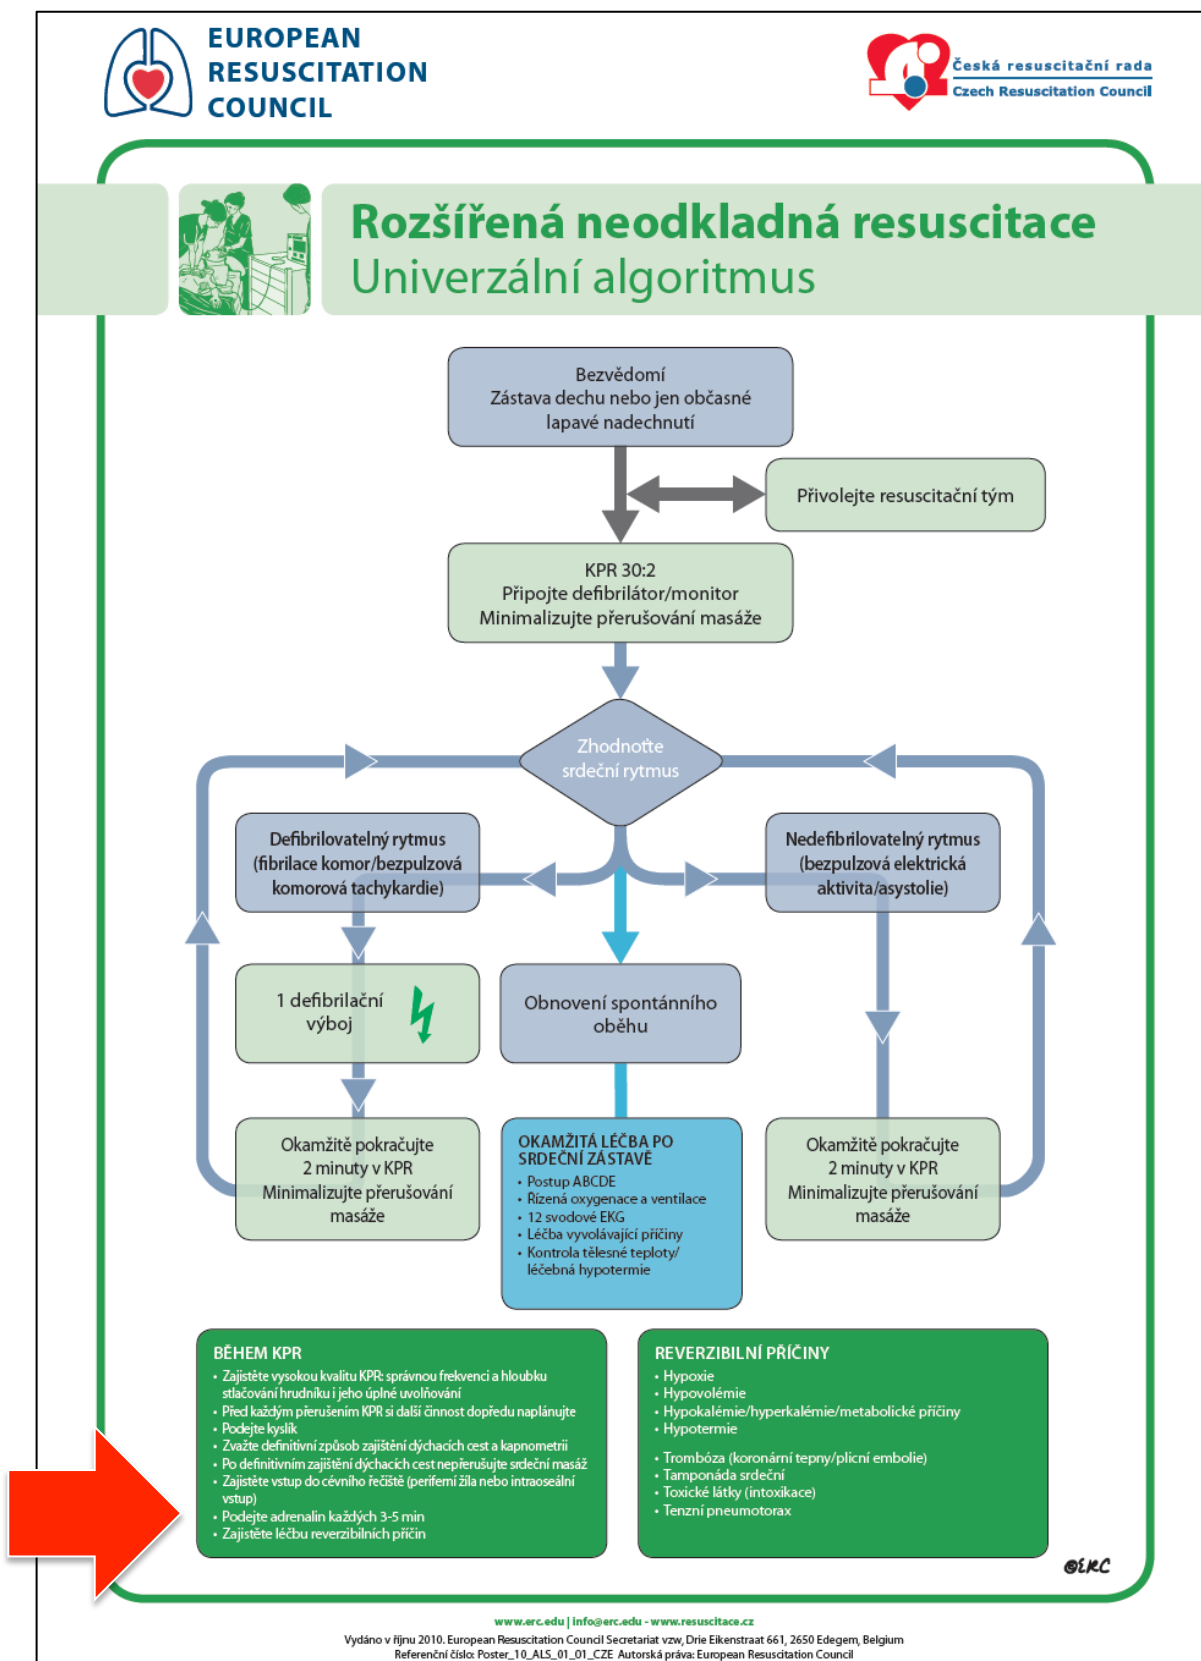 EUROPEAN
RESUSCITATION
COUNCIL
Česká resuscitační rada
Czech Resuscitation Council
Rozšířená neodkladná resuscitace
Univerzální algoritmus
Bezvědomí
Zástava dechu nebo jen občasné
lapavé nadechnutí
Přivolejte resuscitační tým
KPR 30:2
Připojte defibrilátor/monitor
Minimalizujte přerušování masáže
Zhodnoťte
srdeční rytmus
Defibrilovatelný rytmus
(fibrilace komor/bezpulzová
komorová tachykardie)
Nedefibrilovatelný rytmus
(bezpulzová elektrická
aktivita/asystolie)
1 defibrilační
výboj
Obnovení spontánního
oběhu
Okamžitě pokračujte
2 minuty v KPR
Minimalizujte přerušování
masáže
OKAMŽITÁ LÉČBA PO
SRDEČNÍ ZÁSTAVĚ
• Postup ABCDE
• Řízená oxygenace a ventilace
• 12 svodové EKG
• Léčba vyvolávající příčiny
• Kontrola tělesné teploty/
léčebná hypotermie
Okamžitě pokračujte
2 minuty v KPR
Minimalizujte přerušování
masáže
BĚHEM KPR
• Zajistěte vysokou kvalitu KPR: správnou frekvenci a hloubku
stlačování hrudníku i jeho úplné uvolňování
• Před každým přerušením KPR si další činnost dopředu naplánujte
• Podejte kyslík
• Zvažte definitivní způsob zajištění dýchacích cest a kapnometrii
• Po definitivním zajištění dýchacích cest nepřerušujte srdeční masáž
• Zajistěte vstup do cévního řečiště (periferní žíla nebo intraoseální
vstup)
• Podejte adrenalin každých 3-5 min
• Zajistěte léčbu reverzibilních příčin
REVERZIBILNÍ PŘÍČINY
• Hypoxie
• Hypovolémie
• Hypokalémie/hyperkalémie/metabolické příčiny
• Hypotermie
• Trombóza (koronární tepny/plicní embolie)
• Tamponáda srdeční
• Toxické látky (intoxikace)
• Tenzní pneumotorax
©ERC
www.erc.edu | info@erc.edu - www.resuscitace.cz
Vydáno v říjnu 2010. European Resuscitation Council Secretariat vzw, Drie Eikenstraat 661, 2650 Edegem, Belgium
Referenční číslo: Poster_10_ALS_01_01_CZE Autorská práva: European Resuscitation Council